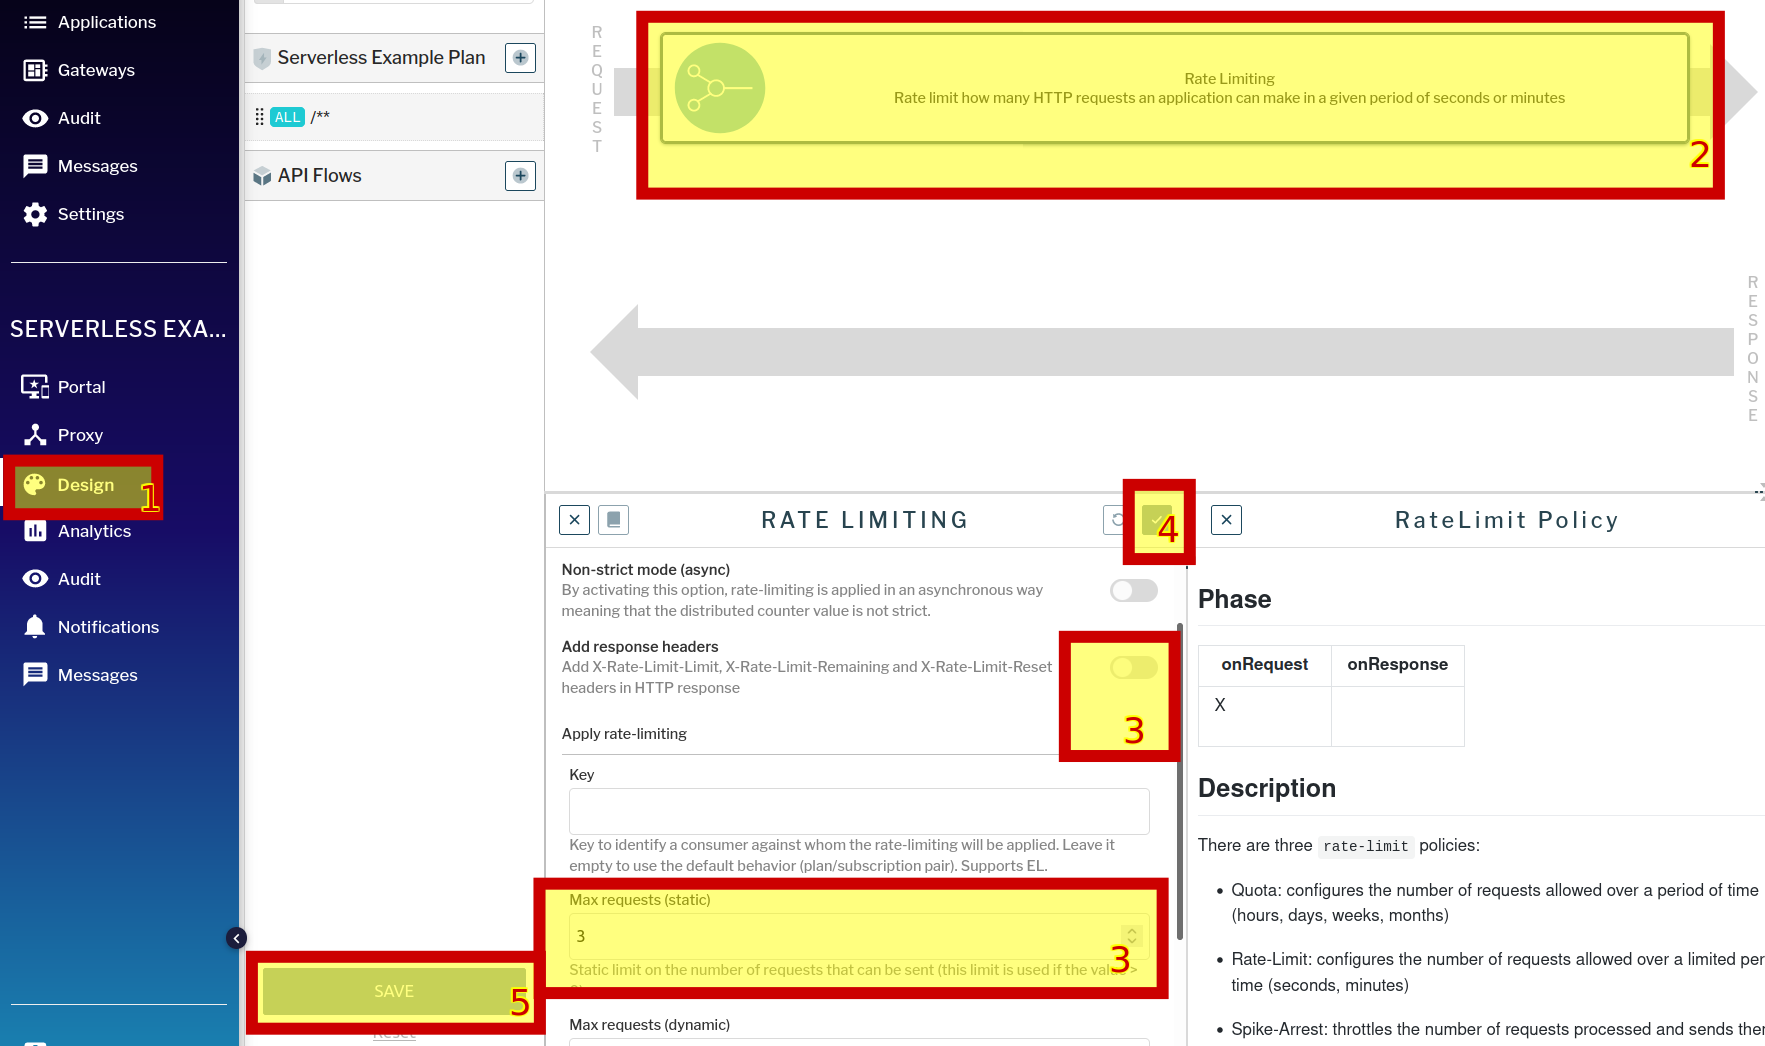 Applications
Gateways
Audit
Messages
Settings
SERVERLESS EXA...
Portal
Proxy
Design
1
Analytics
Audit
Notifications
Messages
Serverless Example Plan
ALL /**
API Flows
SAVE
5
Reset
REQUEST
Rate Limiting
Rate limit how many HTTP requests an application can make in a given period of seconds or minutes
2
RESPONSE
RATE LIMITING
4
Non-strict mode (async)
By activating this option, rate-limiting is applied in an asynchronous way
meaning that the distributed counter value is not strict.
Add response headers
Add X-Rate-Limit-Limit, X-Rate-Limit-Remaining and X-Rate-Limit-Reset
headers in HTTP response
3
Apply rate-limiting
Key
Key to identify a consumer against whom the rate-limiting will be applied. Leave it
empty to use the default behavior (plan/subscription pair). Supports EL.
Max requests (static)
3
3
Static limit on the number of requests that can be sent (this limit is used if the value >
Max requests (dynamic)
RateLimit Policy
Phase
onRequest onResponse
X
Description
There are three rate-limit policies:
• Quota: configures the number of requests allowed over a period of time
(hours, days, weeks, months)
• Rate-Limit: configures the number of requests allowed over a limited per
time (seconds, minutes)
• Spike-Arrest: throttles the number of requests processed and sends ther